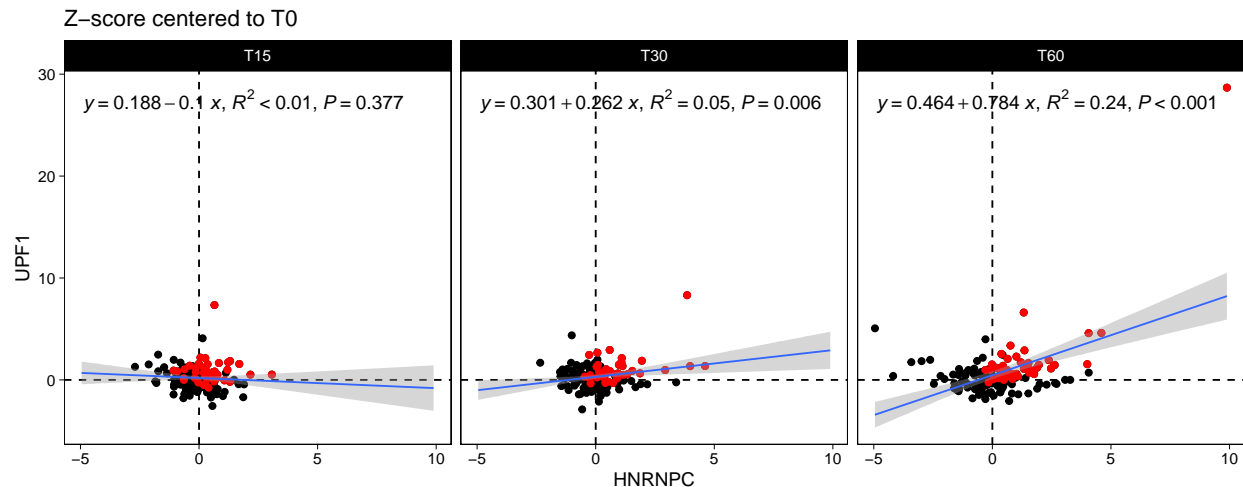 Z−score centered to T0
T15
T30
T60
y = 0.188 − 0.1 x, R² < 0.01, P = 0.377
y = 0.301 + 0.262 x, R² = 0.05, P = 0.006
y = 0.464 + 0.784 x, R² = 0.24, P < 0.001
30
20
10
0
UPF1
−5 0 5 10
−5 0 5 10
−5 0 5 10
HNRNPC